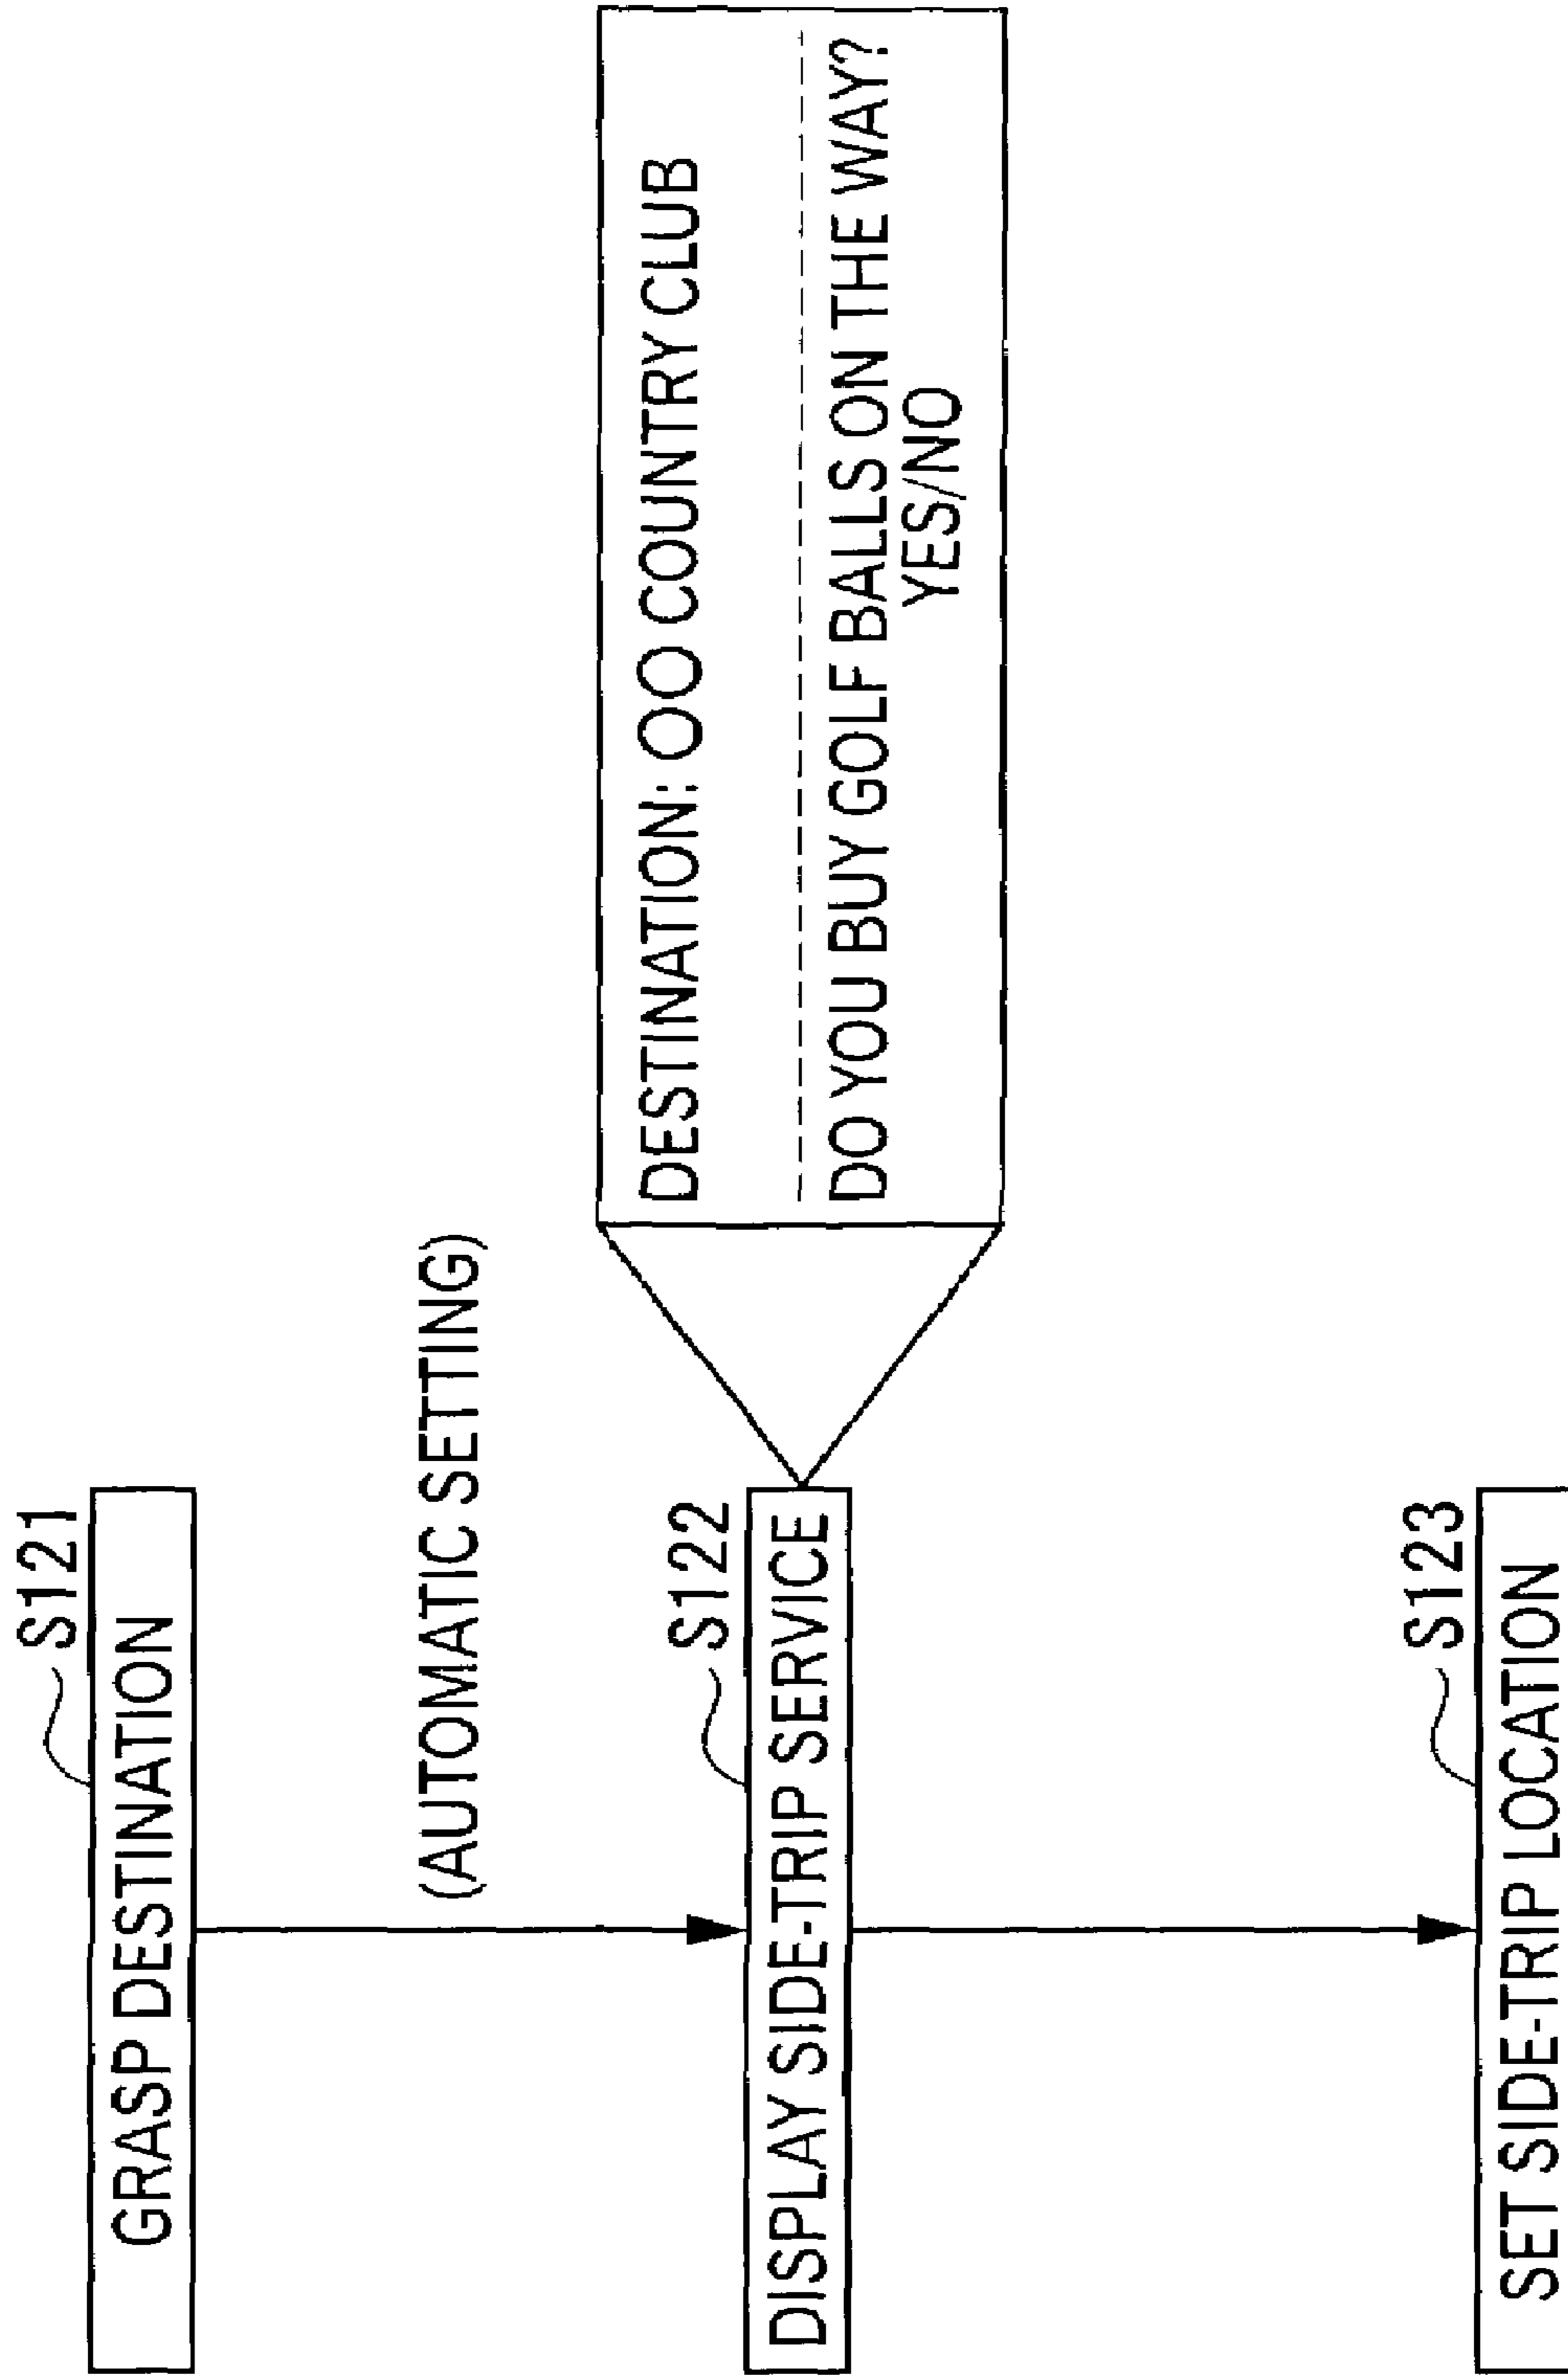 S121
GRASP DESTINATION
(AUTOMATIC SETTING)
S122
DISPLAY SIDE-TRIP SERVICE
DESTINATION: OO COUNTRY CLUB
DO YOU BUY GOLF BALLS ON THE WAY?
YES/NO
S123
SET SIDE-TRIP LOCATION